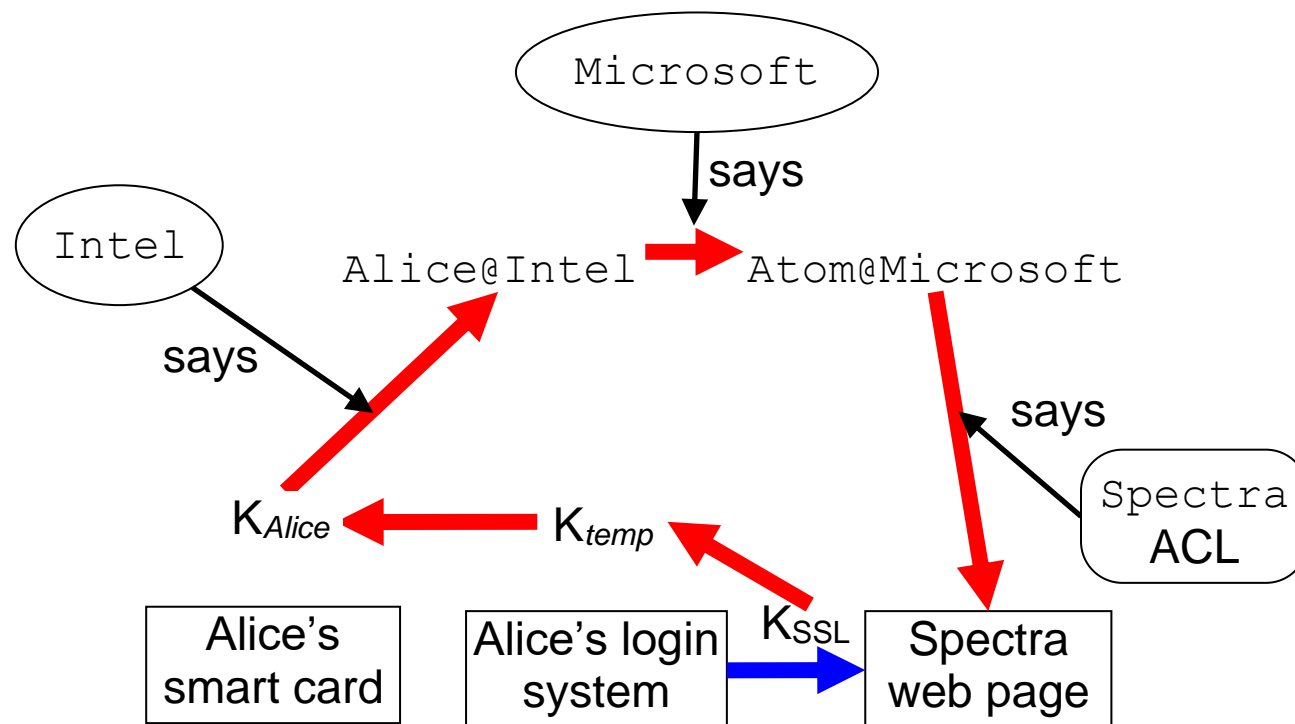 Microsoft
says
Intel
Alice@Intel
Atom@Microsoft
says
says
Spectra
ACL
KAlice
Ktemp
KSSL
Alice’s
smart card
Alice’s login
system
Spectra
web page